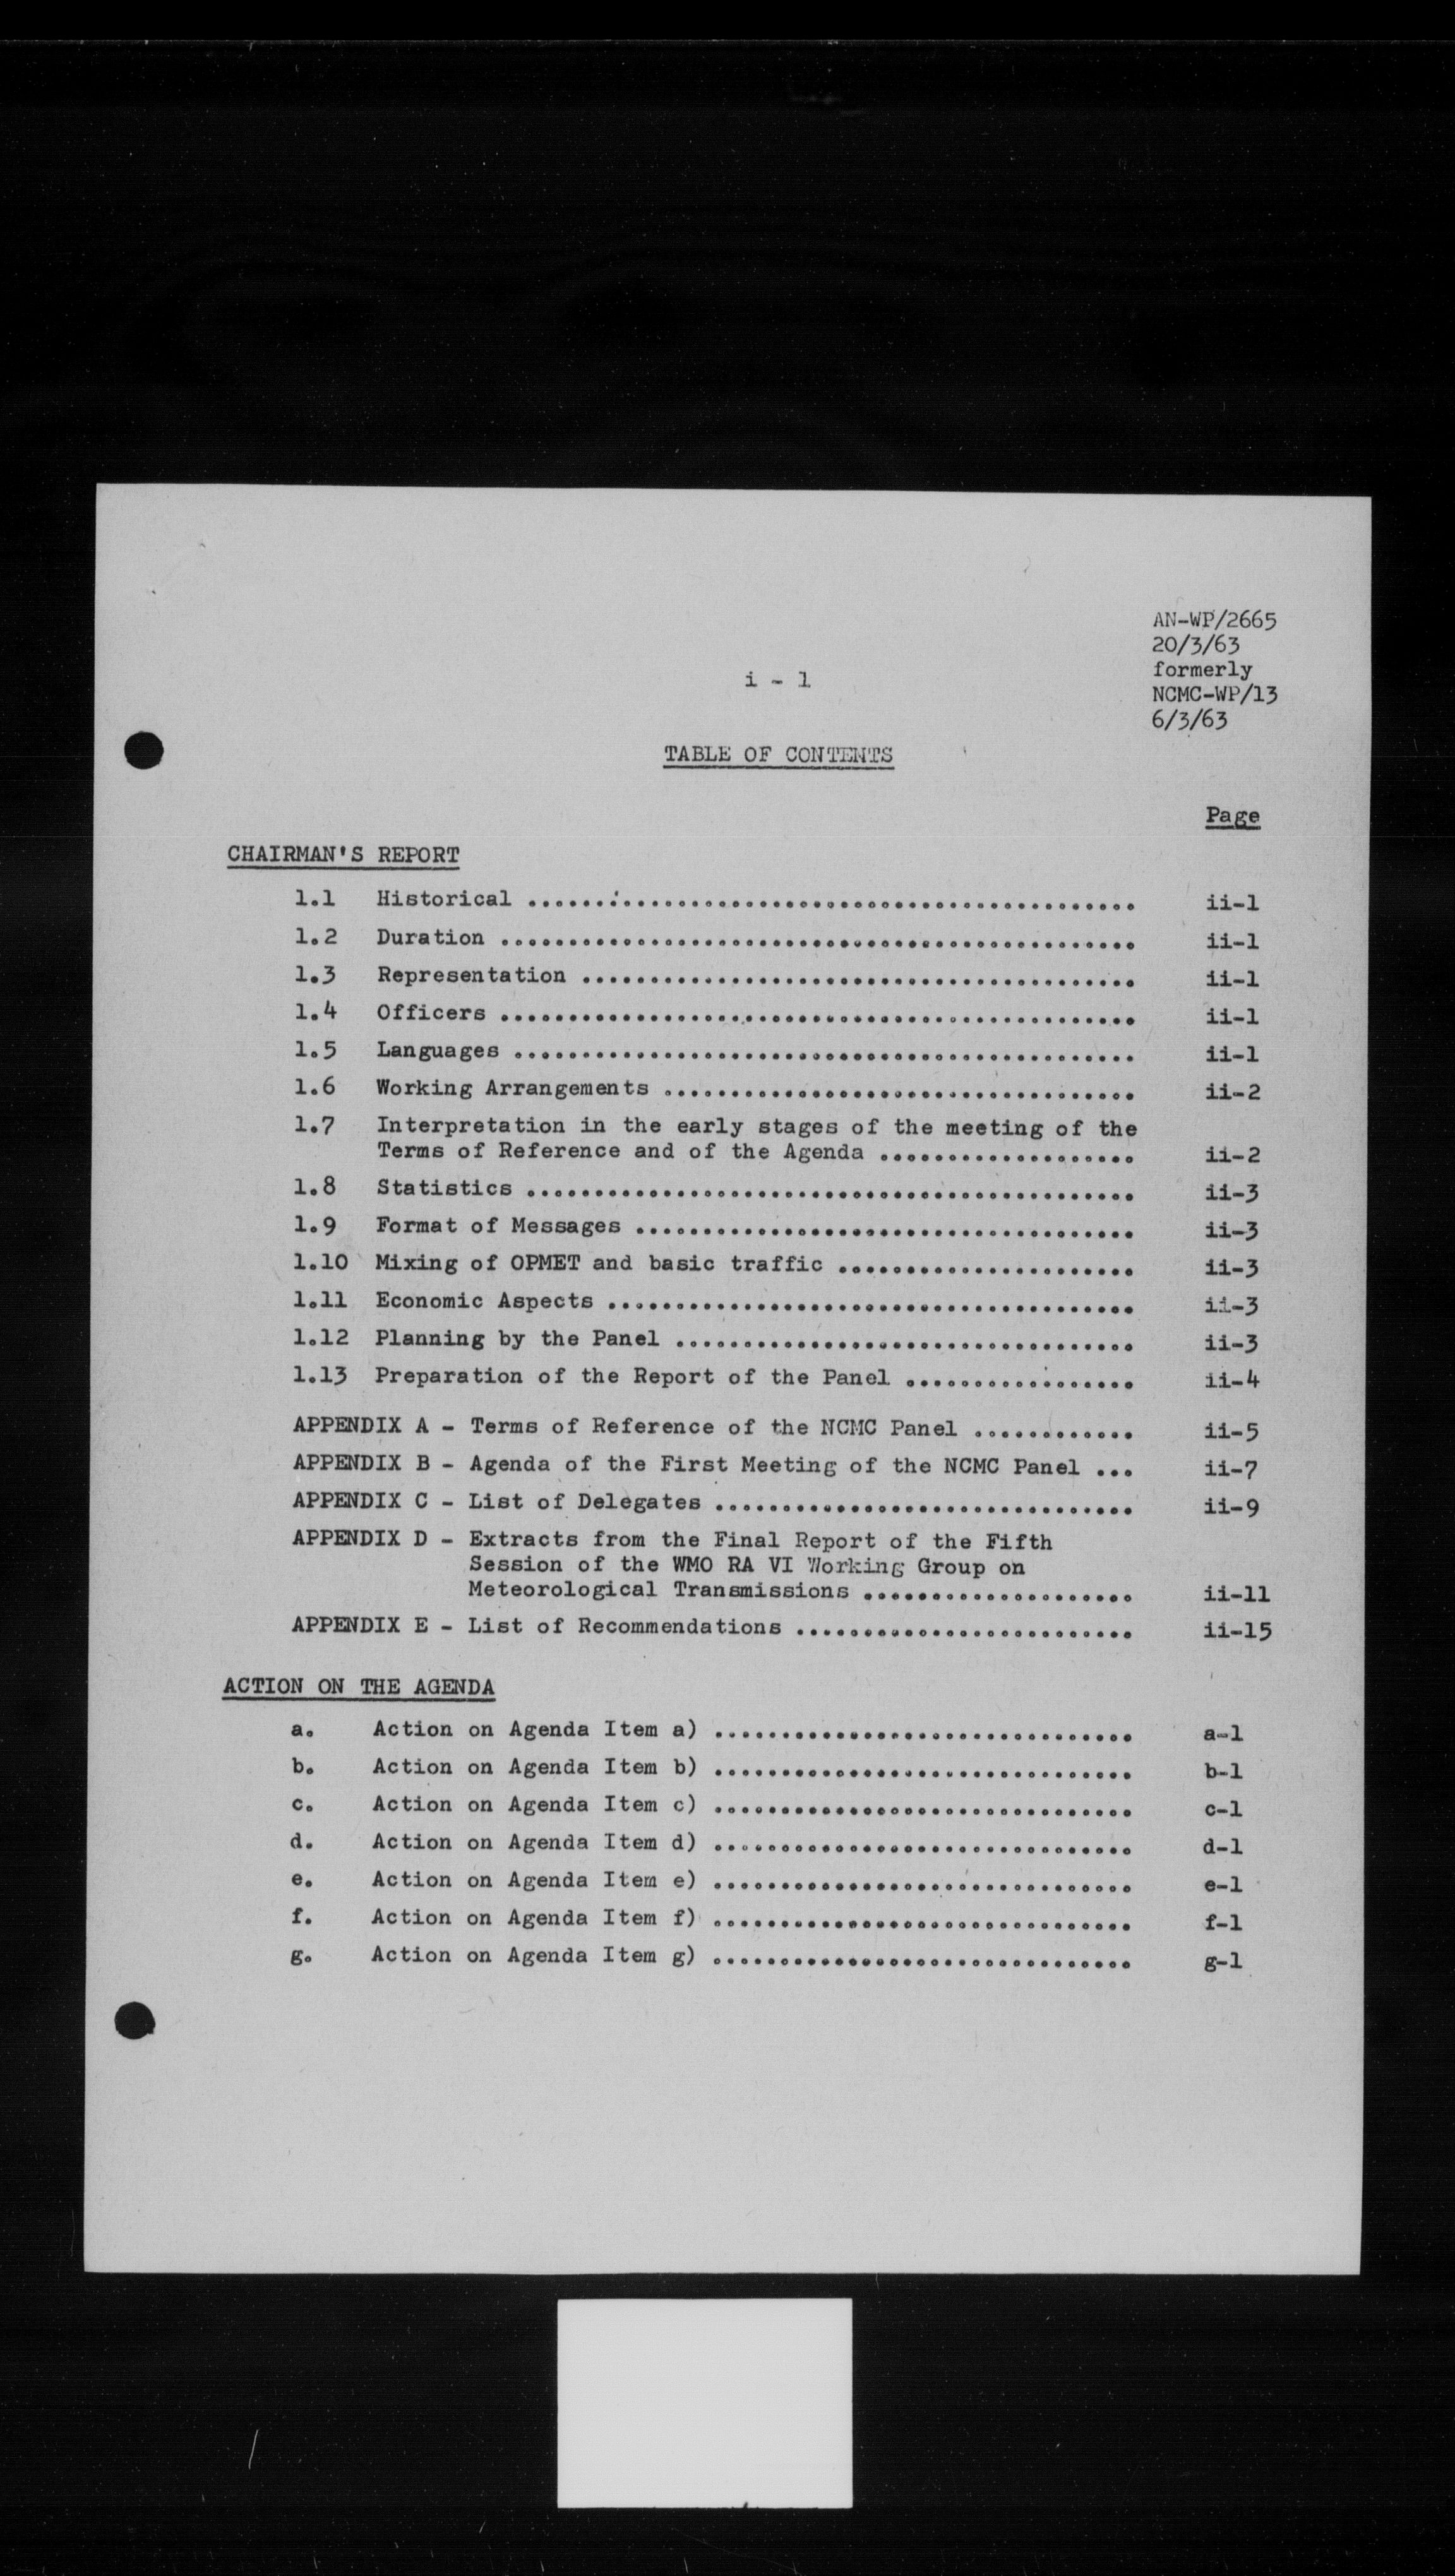 AN-WP/2665
20/3/63
formerly
NCMC-WP/13
6/3/63
i - 1
TABLE OF CONTENTS
Page
CHAIRMAN'S REPORT
1.1 Historical ............................................. ii-1
1.2 Duration ............................................... ii-1
1.3 Representation ......................................... ii-1
1.4 Officers ............................................... ii-1
1.5 Languages .............................................. ii-1
1.6 Working Arrangements ................................... ii-2
1.7 Interpretation in the early stages of the meeting of the
Terms of Reference and of the Agenda ................... ii-2
1.8 Statistics ............................................. ii-3
1.9 Format of Messages ..................................... ii-3
1.10 Mixing of OPMET and basic traffic ...................... ii-3
1.11 Economic Aspects ....................................... ii-3
1.12 Planning by the Panel .................................. ii-3
1.13 Preparation of the Report of the Panel ................. ii-4
APPENDIX A - Terms of Reference of the NCMC Panel ............ ii-5
APPENDIX B - Agenda of the First Meeting of the NCMC Panel ... ii-7
APPENDIX C - List of Delegates ............................... ii-9
APPENDIX D - Extracts from the Final Report of the Fifth
Session of the WMO RA VI Working Group on
Meteorological Transmissions .................... ii-11
APPENDIX E - List of Recommendations ......................... ii-15
ACTION ON THE AGENDA
a. Action on Agenda Item a) ............................... a-1
b. Action on Agenda Item b) ............................... b-1
c. Action on Agenda Item c) ............................... c-1
d. Action on Agenda Item d) ............................... d-1
e. Action on Agenda Item e) ............................... e-1
f. Action on Agenda Item f) ............................... f-1
g. Action on Agenda Item g) ............................... g-1